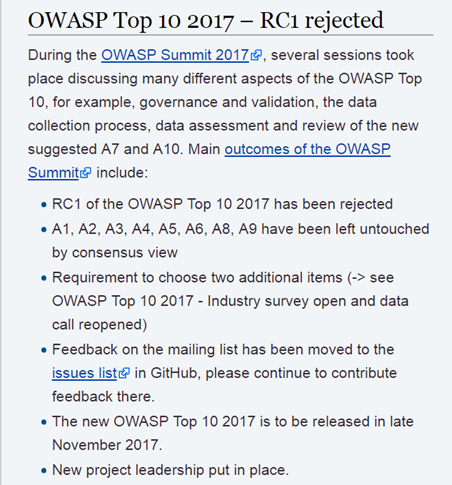 OWASP Top 10 2017 – RC1 rejected
During the OWASP Summit 2017, several sessions took
place discussing many different aspects of the OWASP Top
10, for example, governance and validation, the data
collection process, data assessment and review of the new
suggested A7 and A10. Main outcomes of the OWASP
Summit include:
• RC1 of the OWASP Top 10 2017 has been rejected
• A1, A2, A3, A4, A5, A6, A8, A9 have been left untouched
by consensus view
• Requirement to choose two additional items (-> see
OWASP Top 10 2017 - Industry survey open and data
call reopened)
• Feedback on the mailing list has been moved to the
issues list in GitHub, please continue to contribute
feedback there.
• The new OWASP Top 10 2017 is to be released in late
November 2017.
• New project leadership put in place.